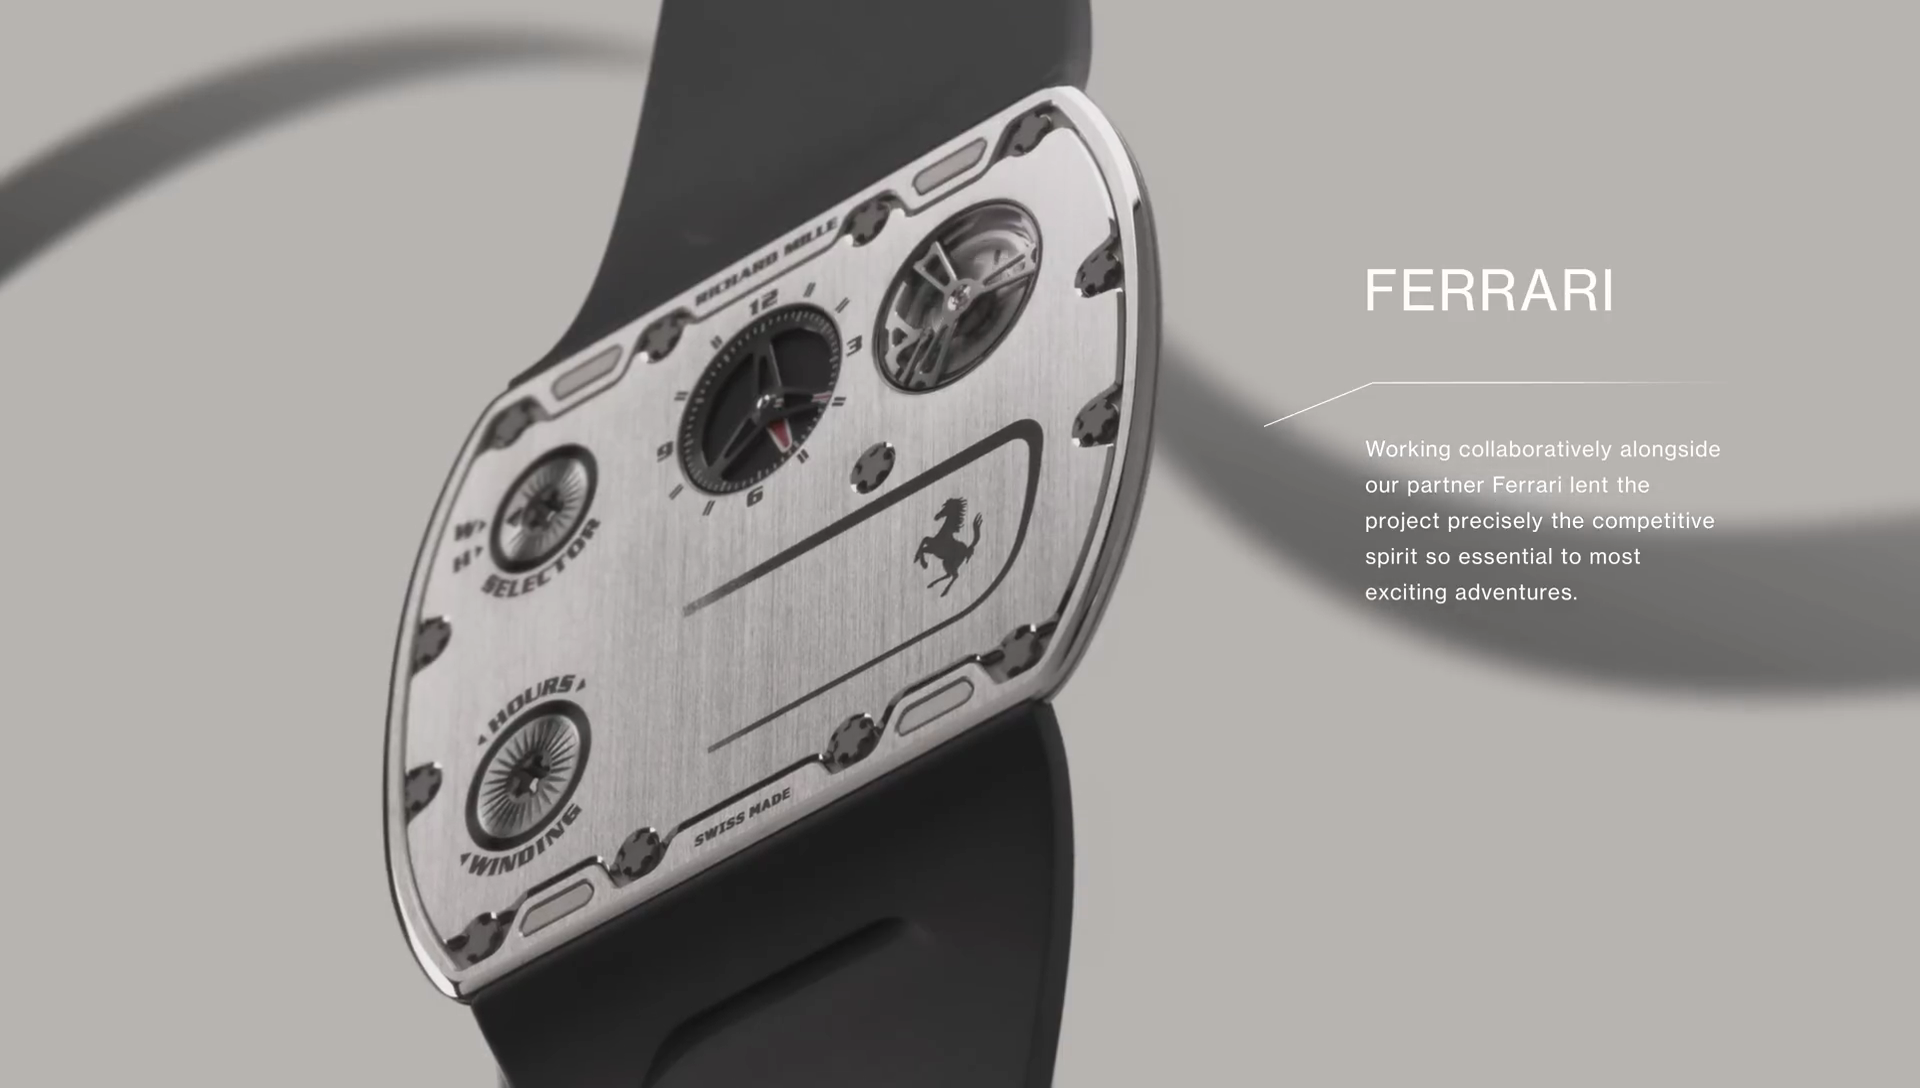 RICHARD MILLE
12
3
6
9
W
H
SELECTOR
HOURS
WINDING
SWISS MADE
FERRARI
Working collaboratively alongside
our partner Ferrari lent the
project precisely the competitive
spirit so essential to most
exciting adventures.